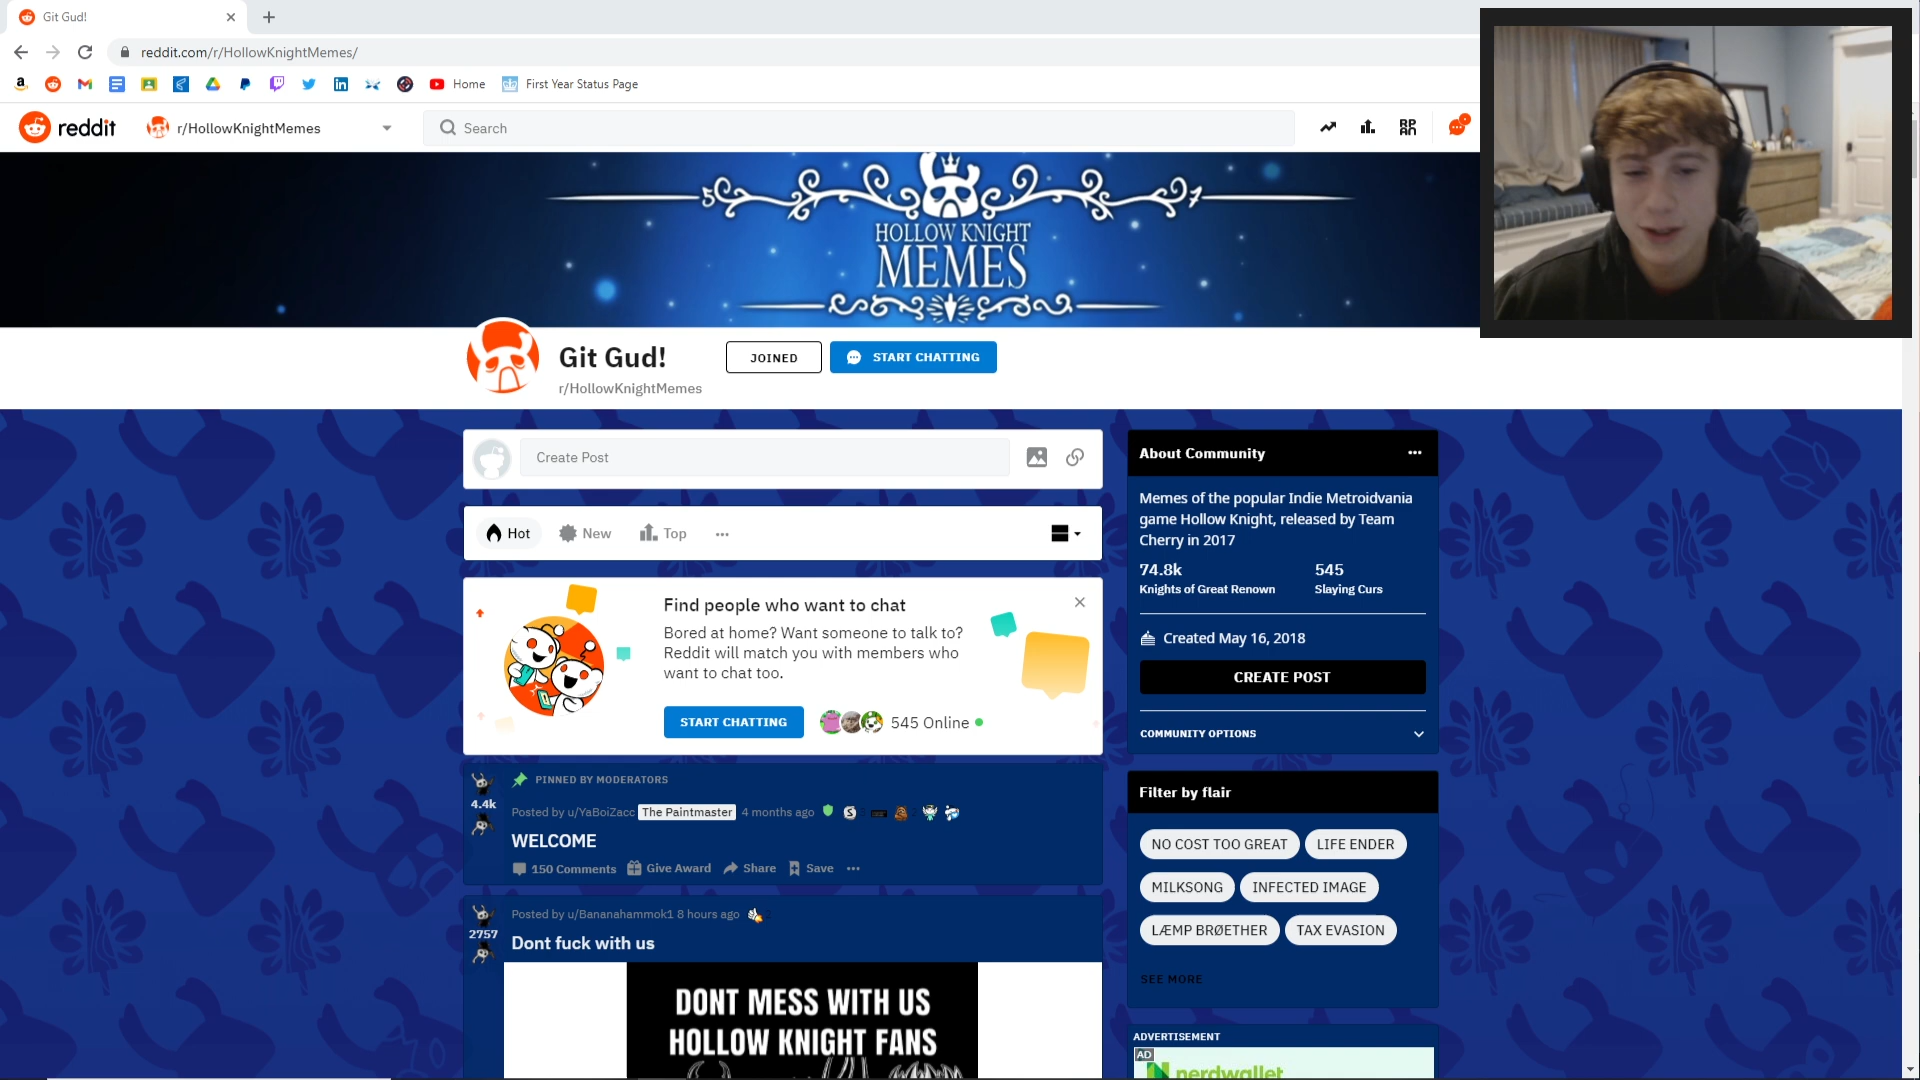 Git Gud!
reddit.com/r/HollowKnightMemes/
Home
First Year Status Page
reddit
r/HollowKnightMemes
Search
HOLLOW KNIGHT
MEMES
Git Gud!
JOINED
START CHATTING
r/HollowKnightMemes
Create Post
Hot
New
Top
Find people who want to chat
Bored at home? Want someone to talk to?
Reddit will match you with members who
want to chat too.
START CHATTING
545 Online
PINNED BY MODERATORS
4.4k
Posted by u/YaBoiZacc The Paintmaster 4 months ago
WELCOME
150 Comments Give Award Share Save
Posted by u/Bananahammok1 8 hours ago
2757
Dont fuck with us
DONT MESS WITH US
HOLLOW KNIGHT FANS
About Community
Memes of the popular Indie Metroidvania
game Hollow Knight, released by Team
Cherry in 2017
74.8k 545
Knights of Great Renown Slaying Curs
Created May 16, 2018
CREATE POST
COMMUNITY OPTIONS
Filter by flair
NO COST TOO GREAT LIFE ENDER
MILKSONG INFECTED IMAGE
LÆMP BRØETHER TAX EVASION
SEE MORE
ADVERTISEMENT
AD
nerdwallet